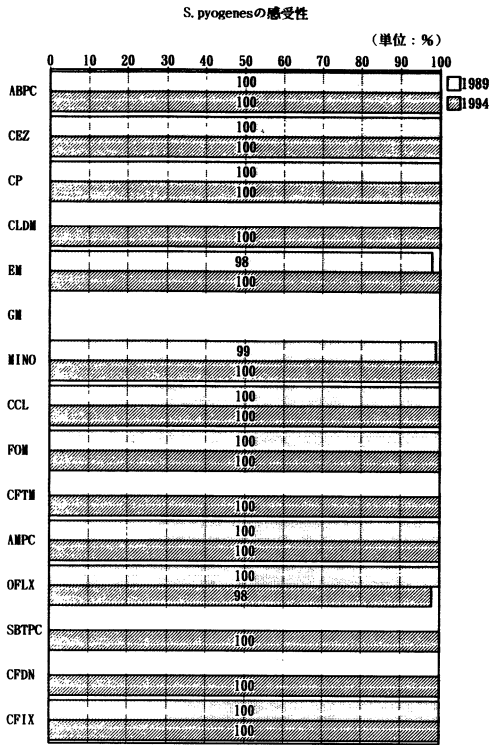 S. pyogenesの感受性
(単位：%)
0 10 20 30 40 50 60 70 80 90 100
1989
1994
ABPC 100
100
CEZ 100
100
CP 100
100
CLDM 100
EM 98
100
GM
MINO 99
100
CCL 100
100
FOM 100
100
CFTM 100
AMPC 100
100
OFLX 100
98
SBTPC 100
CFDN 100
CFIX 100
100